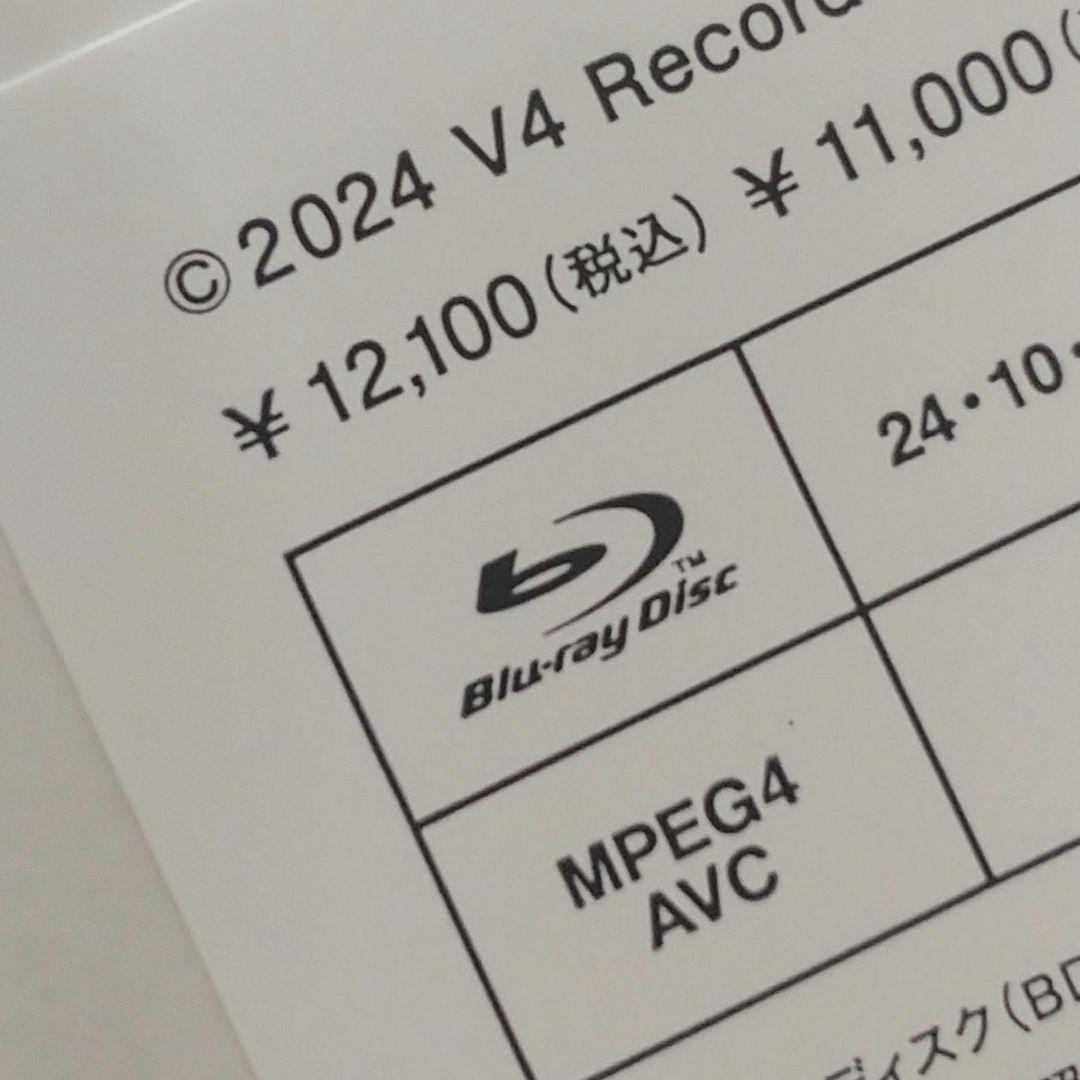 ©2024 V4 Record
¥12,100(税込) ¥11,000(
24・10・
Blu-ray Disc™
MPEG4
AVC
ディスク(BD